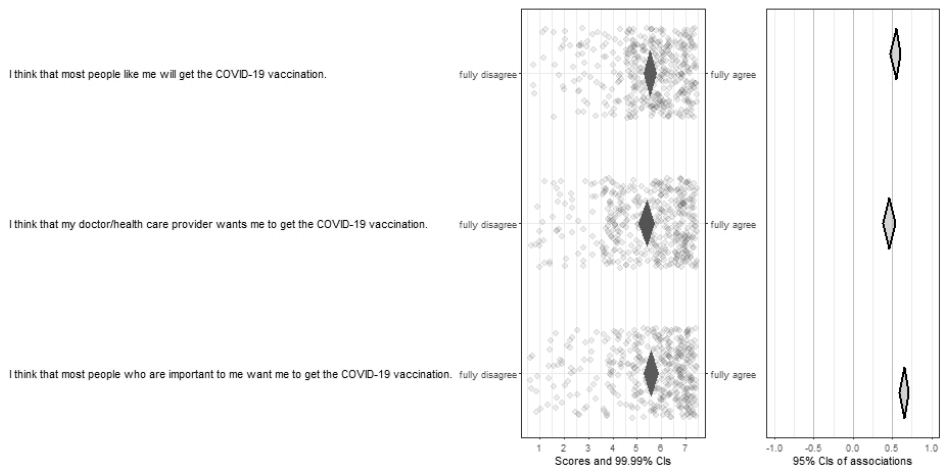 I think that most people like me will get the COVID-19 vaccination. fully disagree fully agree
I think that my doctor/health care provider wants me to get the COVID-19 vaccination. fully disagree fully agree
I think that most people who are important to me want me to get the COVID-19 vaccination. fully disagree fully agree
1 2 3 4 5 6 7 -1.0 -0.5 0.0 0.5 1.0
Scores and 99.99% CIs 95% CIs of associations